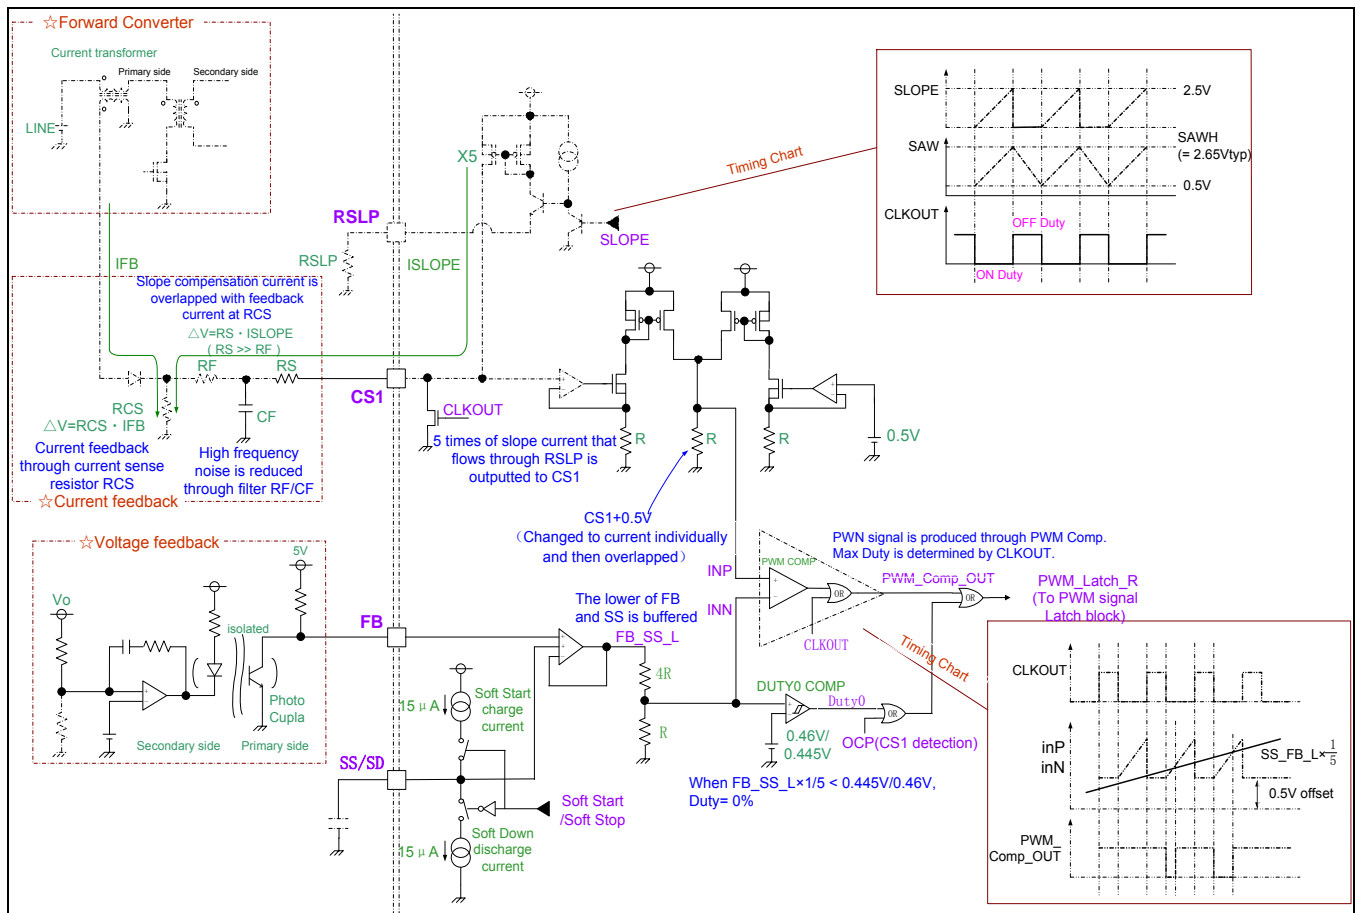 ☆Forward Converter
Current transformer
Primary side
Secondary side
LINE
X5
RSLP
RSLP
SLOPE
IFB
ISLOPE
Timing Chart
SLOPE
2.5V
SAW
SAWH
(= 2.65Vtyp)
0.5V
CLKOUT
OFF Duty
ON Duty
Slope compensation current is
overlapped with feedback
current at RCS
△V=RS・ISLOPE
( RS >> RF )
RF
RS
CS1
CLKOUT
RCS
△V=RCS・IFB
CF
Current feedback
through current sense
resistor RCS
High frequency
noise is reduced
through filter RF/CF
☆Current feedback
5 times of slope current that
flows through RSLP is
outputted to CS1
R
R
R
0.5V
CS1+0.5V
（Changed to current individually
and then overlapped）
PWN signal is produced through PWM Comp.
Max Duty is determined by CLKOUT.
PWM COMP
INP
INN
OR
CLKOUT
PWM_Comp_OUT
OR
PWM_Latch_R
(To PWM signal
Latch block)
☆Voltage feedback
5V
Vo
isolated
Photo
Cupla
Secondary side
Primary side
FB
The lower of FB
and SS is buffered
FB_SS_L
4R
R
15μA
Soft Start
charge
current
SS/SD
Soft Start
/Soft Stop
15μA
Soft Down
discharge
current
DUTY0 COMP
Duty0
OR
0.46V/
0.445V
OCP(CS1 detection)
When FB_SS_L×1/5 < 0.445V/0.46V,
Duty= 0%
Timing Chart
CLKOUT
inP
inN
SS_FB_L×1/5
0.5V offset
PWM_
Comp_OUT